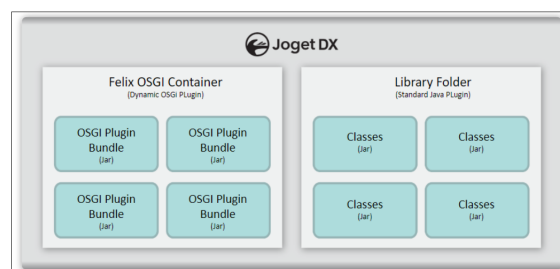 Joget DX
Felix OSGI Container
(Dynamic OSGi PLugin)
OSGI Plugin
Bundle
(Jar)
OSGI Plugin
Bundle
(Jar)
OSGI Plugin
Bundle
(Jar)
OSGI Plugin
Bundle
(Jar)
Library Folder
(Standard Java PLugin)
Classes
(Jar)
Classes
(Jar)
Classes
(Jar)
Classes
(Jar)